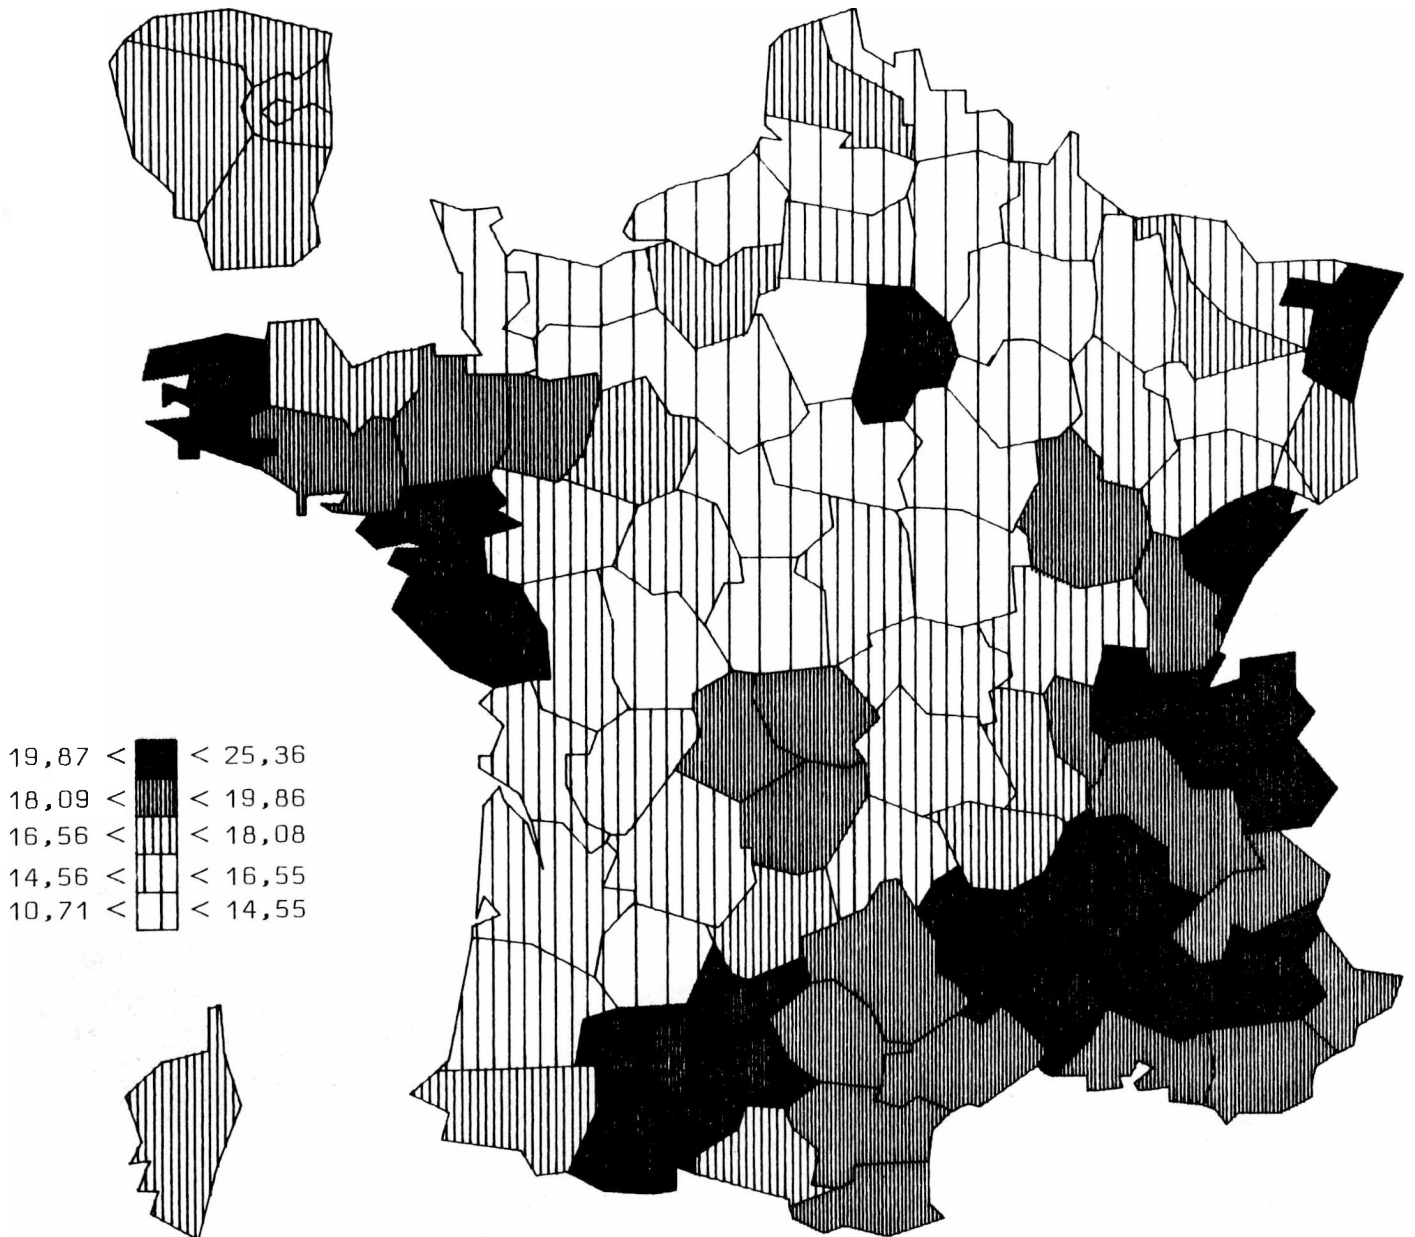 19,87 < < 25,36
18,09 < < 19,86
16,56 < < 18,08
14,56 < < 16,55
10,71 < < 14,55